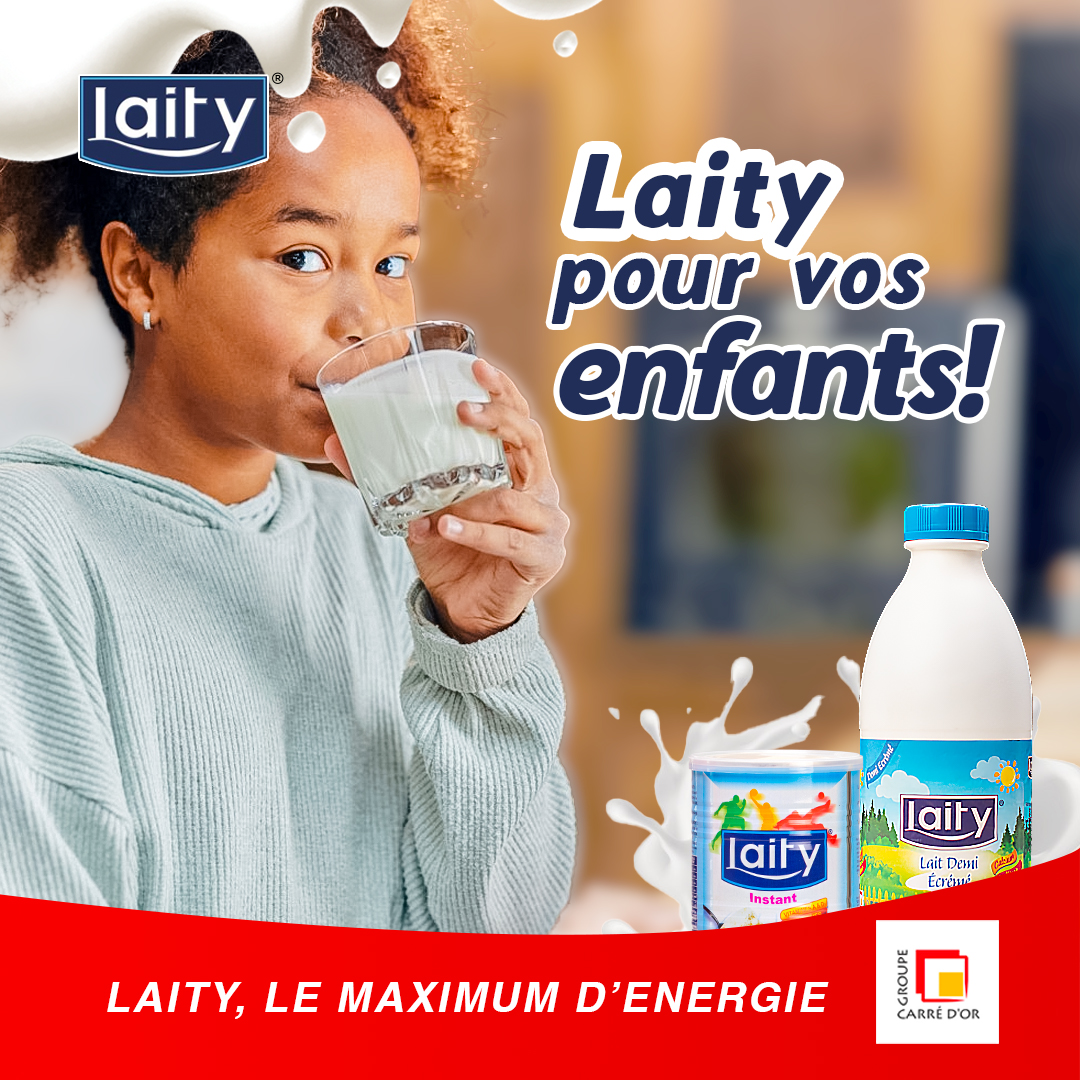 laity®
Laity
pour vos
enfants!
Demi Ecrémé
laity
Lait Demi
Écrémé
laity
Instant
LAITY, LE MAXIMUM D'ENERGIE
GROUPE
CARRÉ D'OR